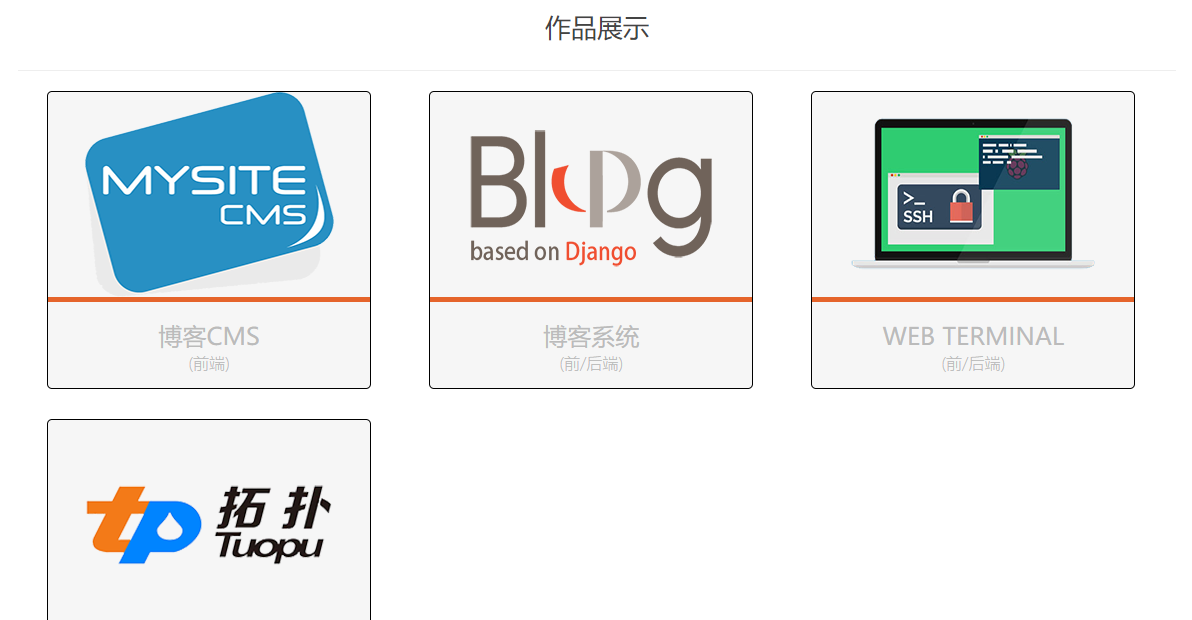 作品展示
MYSITE
CMS
Blog
based on Django
>_
SSH
博客CMS
(前端)
博客系统
(前/后端)
WEB TERMINAL
(前/后端)
tp
拓扑
Tuopu